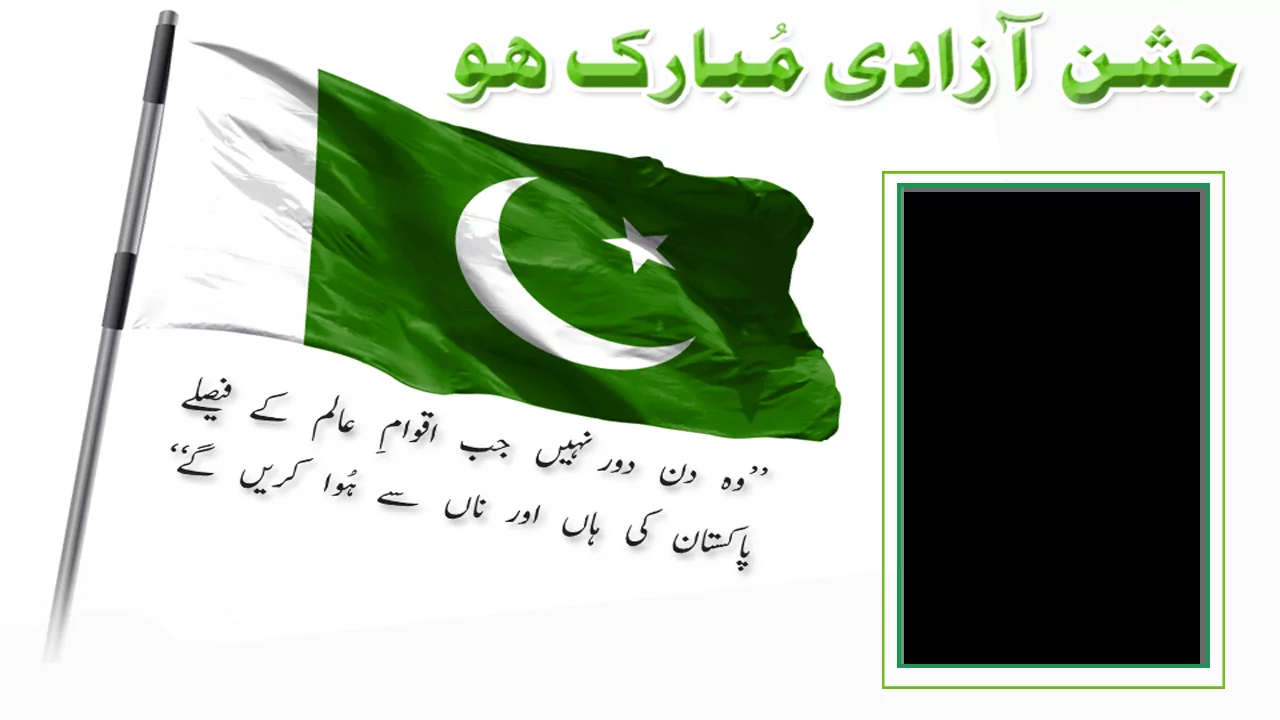 جشن آزادی مُبارک ھو
”وہ دن دور نہیں جب اقوامِ عالم کے فیصلے
پاکستان کی ہاں اور ناں سے ہُوا کریں گے“